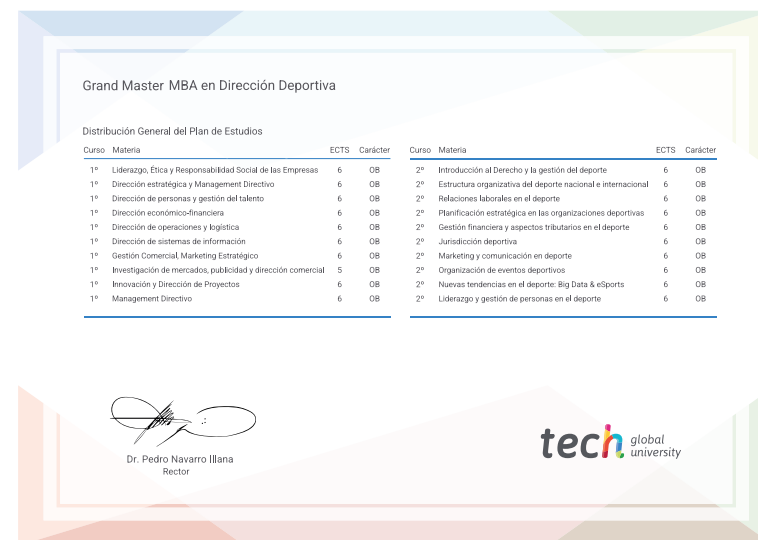 Grand Master MBA en Dirección Deportiva
Distribución General del Plan de Estudios
Curso Materia ECTS Carácter
1º Liderazgo, Ética y Responsabilidad Social de las Empresas 6 OB
1º Dirección estratégica y Management Directivo 6 OB
1º Dirección de personas y gestión del talento 6 OB
1º Dirección económico-financiera 6 OB
1º Dirección de operaciones y logística 6 OB
1º Dirección de sistemas de información 6 OB
1º Gestión Comercial, Marketing Estratégico 6 OB
1º Investigación de mercados, publicidad y dirección comercial 5 OB
1º Innovación y Dirección de Proyectos 6 OB
1º Management Directivo 6 OB
Curso Materia ECTS Carácter
2º Introducción al Derecho y la gestión del deporte 6 OB
2º Estructura organizativa del deporte nacional e internacional 6 OB
2º Relaciones laborales en el deporte 6 OB
2º Planificación estratégica en las organizaciones deportivas 6 OB
2º Gestión financiera y aspectos tributarios en el deporte 6 OB
2º Jurisdicción deportiva 6 OB
2º Marketing y comunicación en deporte 6 OB
2º Organización de eventos deportivos 6 OB
2º Nuevas tendencias en el deporte: Big Data & eSports 6 OB
2º Liderazgo y gestión de personas en el deporte 6 OB
Dr. Pedro Navarro Illana
Rector
tech global
university